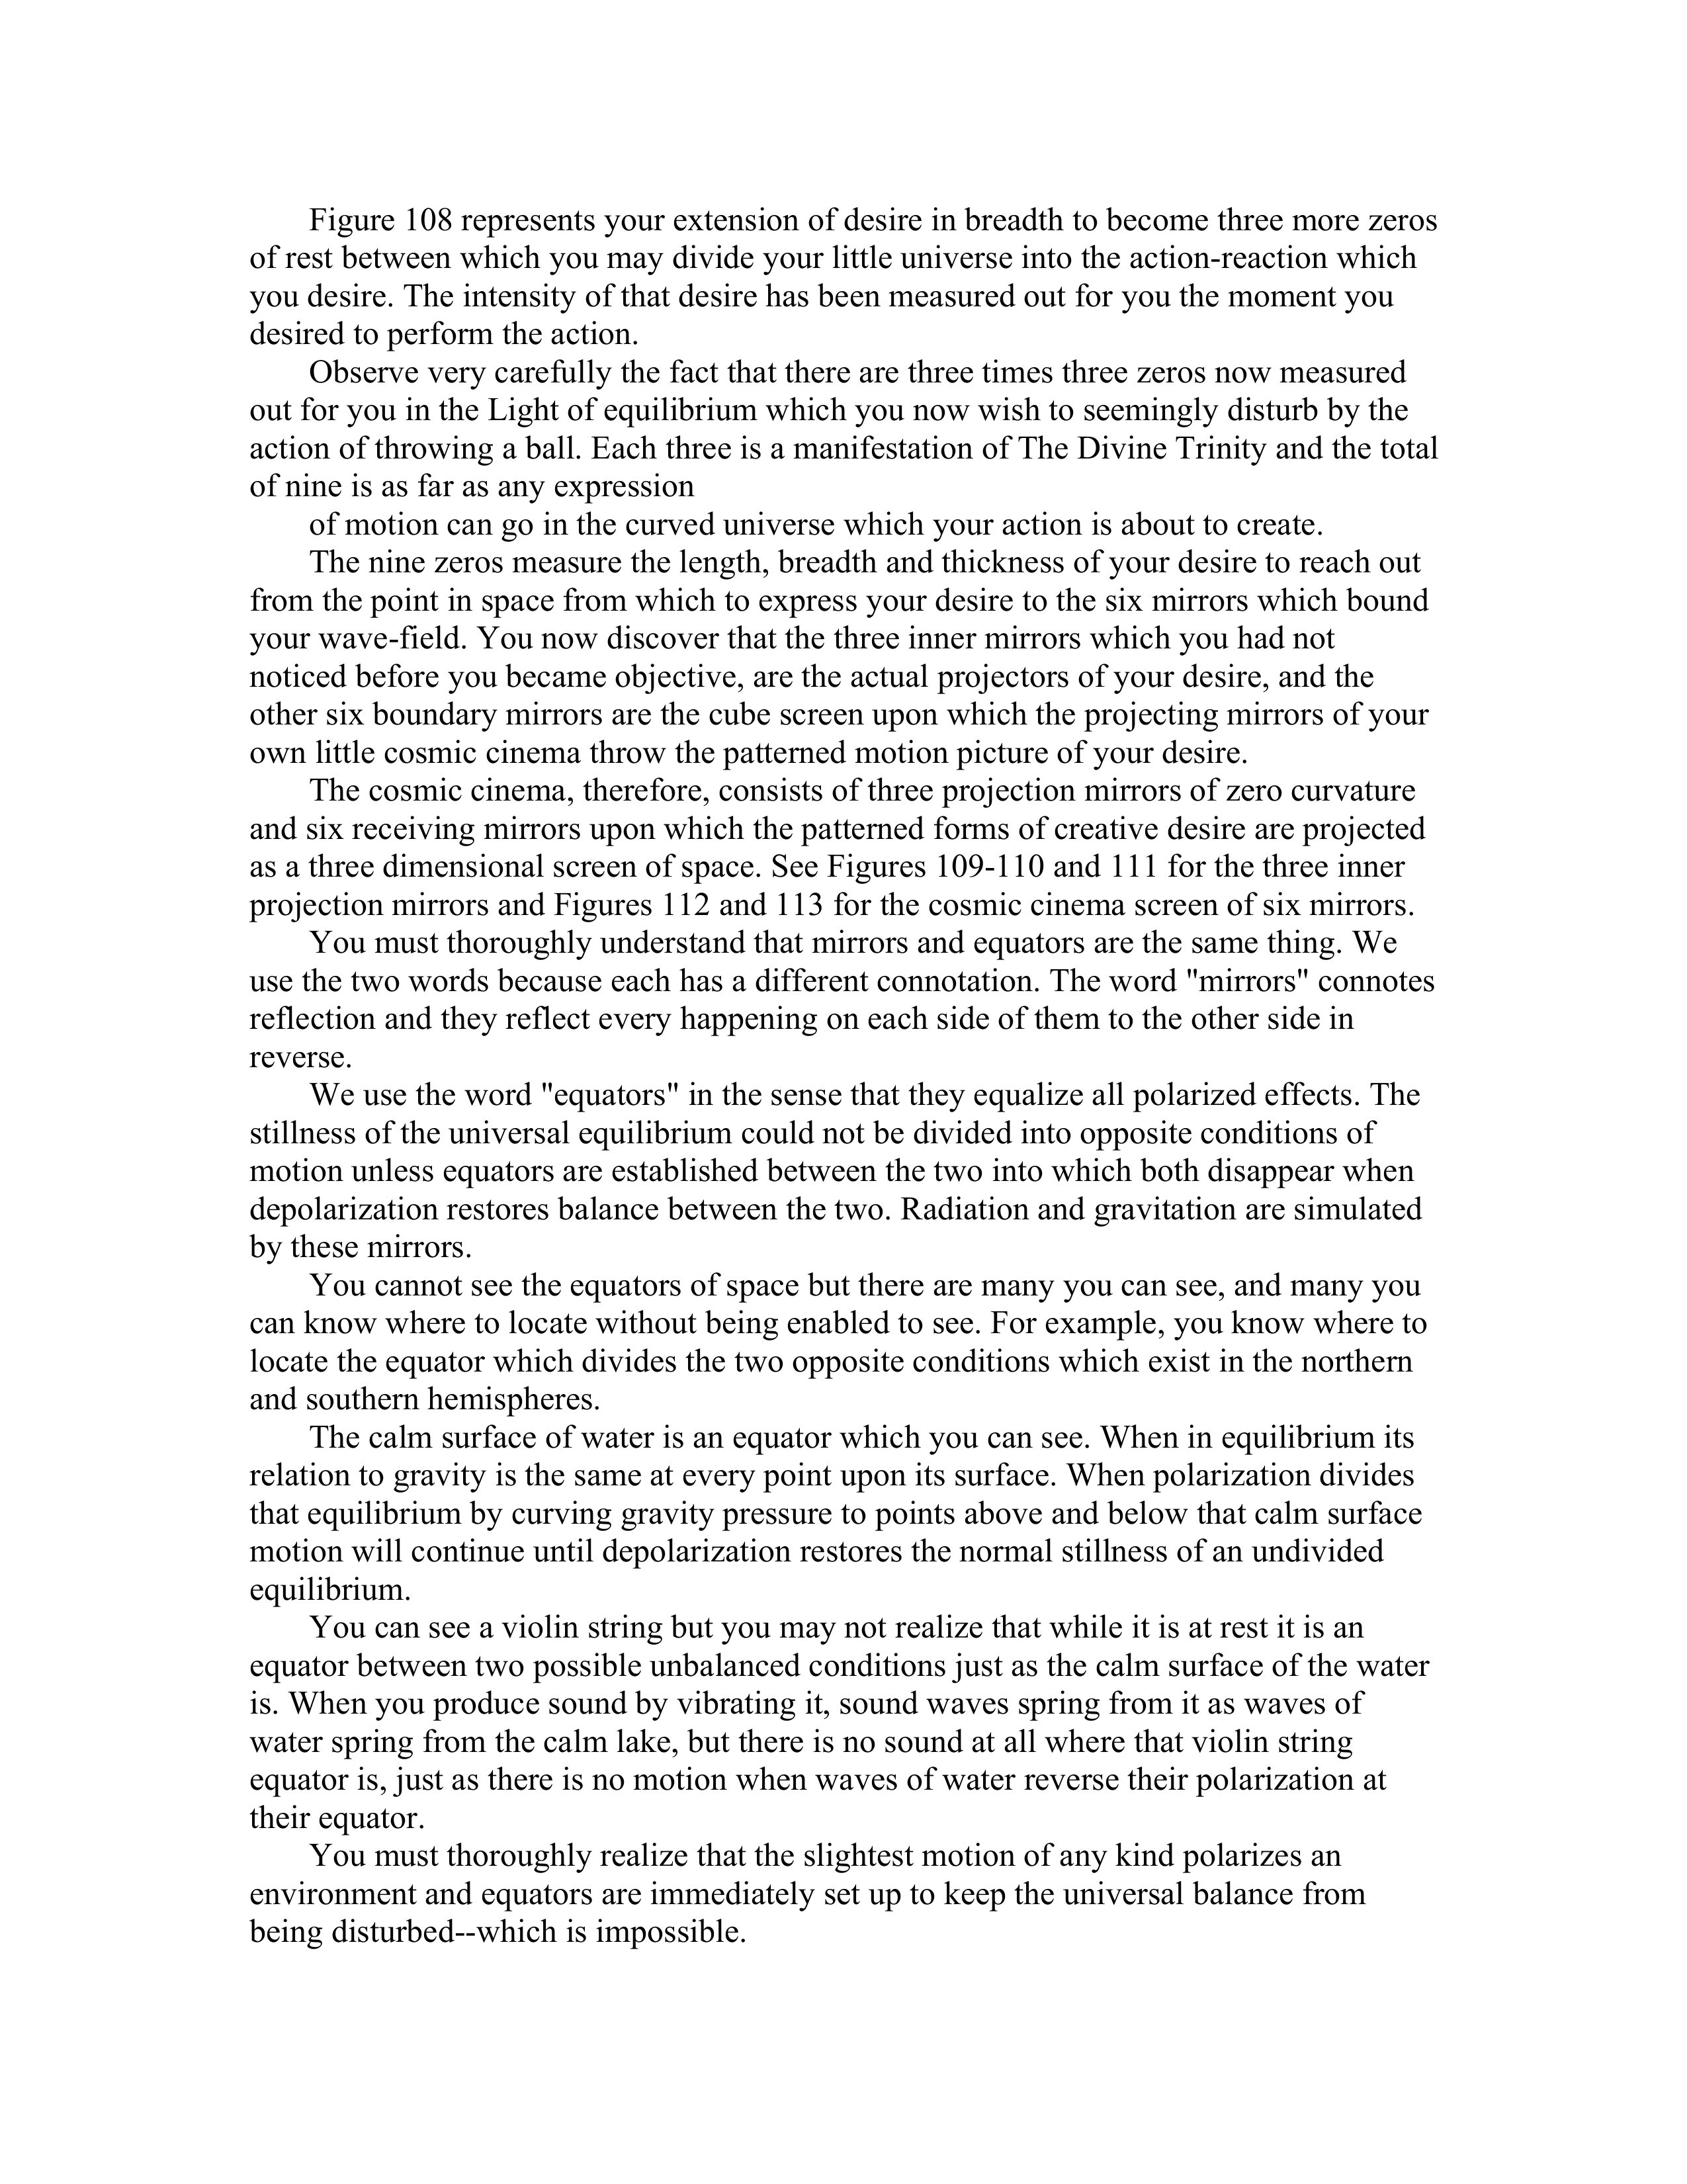 Figure 108 represents your extension of desire in breadth to become three more zeros
of rest between which you may divide your little universe into the action-reaction which
you desire. The intensity of that desire has been measured out for you the moment you
desired to perform the action.
Observe very carefully the fact that there are three times three zeros now measured
out for you in the Light of equilibrium which you now wish to seemingly disturb by the
action of throwing a ball. Each three is a manifestation of The Divine Trinity and the total
of nine is as far as any expression
of motion can go in the curved universe which your action is about to create.
The nine zeros measure the length, breadth and thickness of your desire to reach out
from the point in space from which to express your desire to the six mirrors which bound
your wave-field. You now discover that the three inner mirrors which you had not
noticed before you became objective, are the actual projectors of your desire, and the
other six boundary mirrors are the cube screen upon which the projecting mirrors of your
own little cosmic cinema throw the patterned motion picture of your desire.
The cosmic cinema, therefore, consists of three projection mirrors of zero curvature
and six receiving mirrors upon which the patterned forms of creative desire are projected
as a three dimensional screen of space. See Figures 109-110 and 111 for the three inner
projection mirrors and Figures 112 and 113 for the cosmic cinema screen of six mirrors.
You must thoroughly understand that mirrors and equators are the same thing. We
use the two words because each has a different connotation. The word "mirrors" connotes
reflection and they reflect every happening on each side of them to the other side in
reverse.
We use the word "equators" in the sense that they equalize all polarized effects. The
stillness of the universal equilibrium could not be divided into opposite conditions of
motion unless equators are established between the two into which both disappear when
depolarization restores balance between the two. Radiation and gravitation are simulated
by these mirrors.
You cannot see the equators of space but there are many you can see, and many you
can know where to locate without being enabled to see. For example, you know where to
locate the equator which divides the two opposite conditions which exist in the northern
and southern hemispheres.
The calm surface of water is an equator which you can see. When in equilibrium its
relation to gravity is the same at every point upon its surface. When polarization divides
that equilibrium by curving gravity pressure to points above and below that calm surface
motion will continue until depolarization restores the normal stillness of an undivided
equilibrium.
You can see a violin string but you may not realize that while it is at rest it is an
equator between two possible unbalanced conditions just as the calm surface of the water
is. When you produce sound by vibrating it, sound waves spring from it as waves of
water spring from the calm lake, but there is no sound at all where that violin string
equator is, just as there is no motion when waves of water reverse their polarization at
their equator.
You must thoroughly realize that the slightest motion of any kind polarizes an
environment and equators are immediately set up to keep the universal balance from
being disturbed--which is impossible.